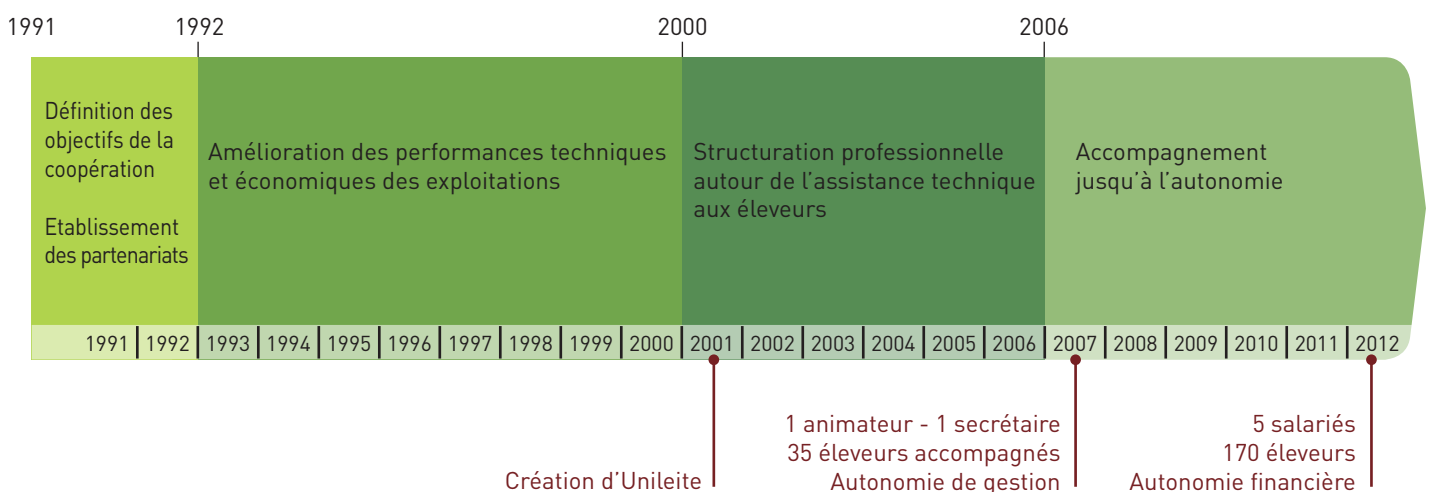 1991
1992
2000
2006
Définition des
objectifs de la
coopération
Etablissement
des partenariats
Amélioration des performances techniques
et économiques des exploitations
Structuration professionnelle
autour de l'assistance technique
aux éleveurs
Accompagnement
jusqu'à l'autonomie
1991 1992 1993 1994 1995 1996 1997 1998 1999 2000 2001 2002 2003 2004 2005 2006 2007 2008 2009 2010 2011 2012
Création d'Unileite
1 animateur - 1 secrétaire
35 éleveurs accompagnés
Autonomie de gestion
5 salariés
170 éleveurs
Autonomie financière